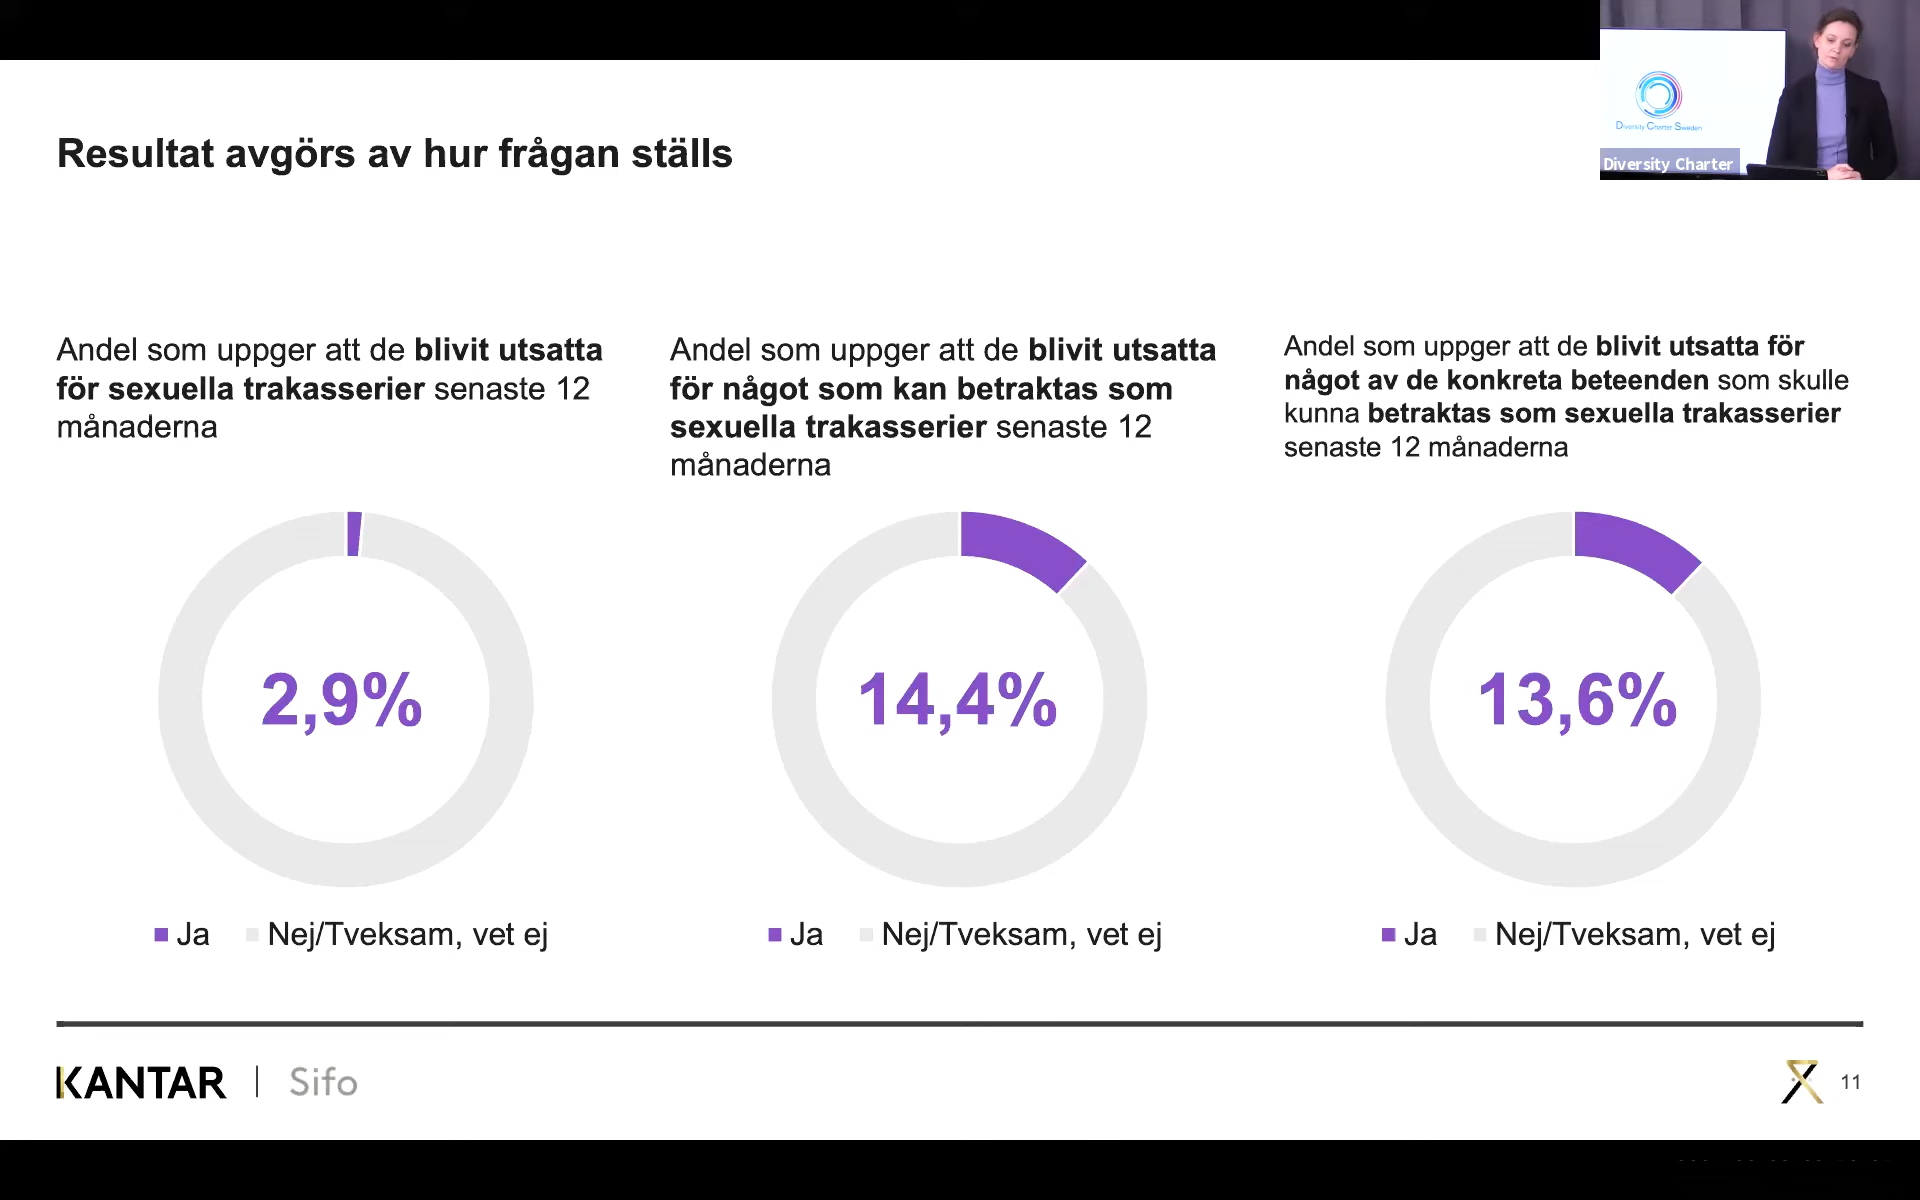 Diversity Charter Sweden
Diversity Charter
Resultat avgörs av hur frågan ställs
Andel som uppger att de blivit utsatta
för sexuella trakasserier senaste 12
månaderna
Andel som uppger att de blivit utsatta
för något som kan betraktas som
sexuella trakasserier senaste 12
månaderna
Andel som uppger att de blivit utsatta för
något av de konkreta beteenden som skulle
kunna betraktas som sexuella trakasserier
senaste 12 månaderna
2,9%
14,4%
13,6%
Ja Nej/Tveksam, vet ej
Ja Nej/Tveksam, vet ej
Ja Nej/Tveksam, vet ej
KANTAR | Sifo
11